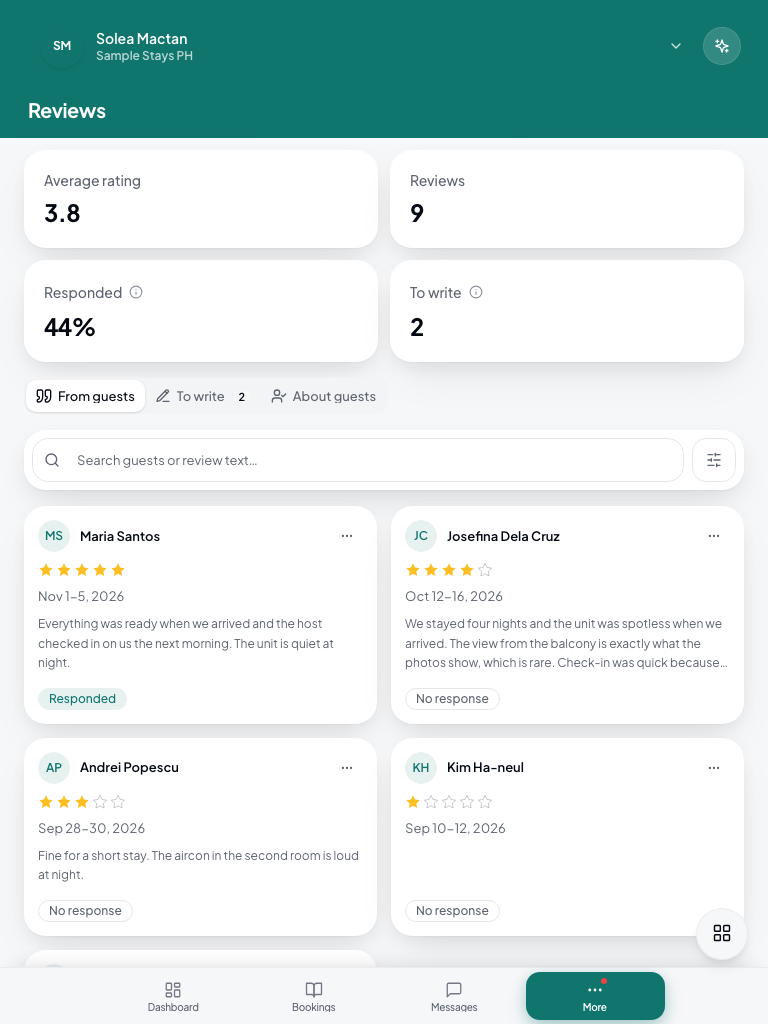 SM
Solea Mactan
Sample Stays PH
Reviews
Average rating
3.8
Reviews
9
Responded
44%
To write
2
From guests
To write 2
About guests
Search guests or review text...
MS
Maria Santos
Nov 1–5, 2026
Everything was ready when we arrived and the host
checked in on us the next morning. The unit is quiet at
night.
Responded
JC
Josefina Dela Cruz
Oct 12–16, 2026
We stayed four nights and the unit was spotless when we
arrived. The view from the balcony is exactly what the
photos show, which is rare. Check-in was quick because...
No response
AP
Andrei Popescu
Sep 28–30, 2026
Fine for a short stay. The aircon in the second room is loud
at night.
No response
KH
Kim Ha-neul
Sep 10–12, 2026
No response
Dashboard
Bookings
Messages
More